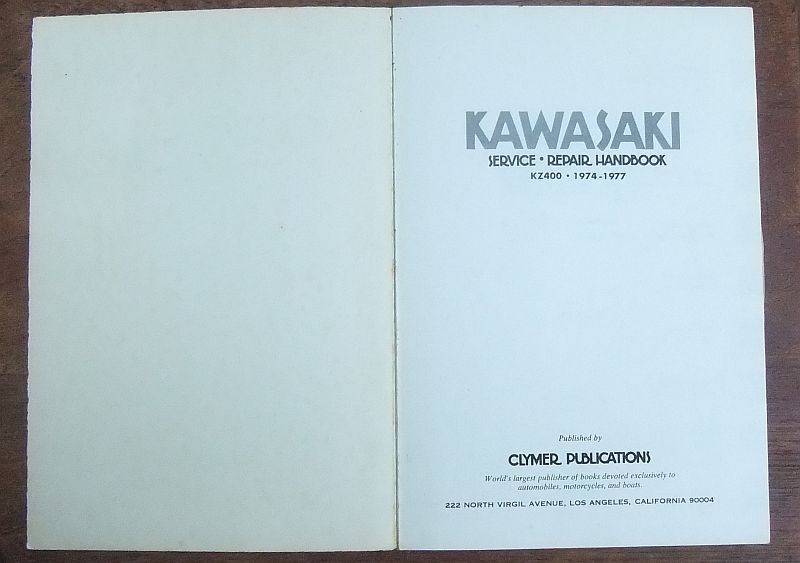 KAWASAKI
SERVICE • REPAIR HANDBOOK
KZ400 • 1974-1977
Published by
CLYMER PUBLICATIONS
World's largest publisher of books devoted exclusively to
automobiles, motorcycles, and boats.
222 NORTH VIRGIL AVENUE, LOS ANGELES, CALIFORNIA 90004